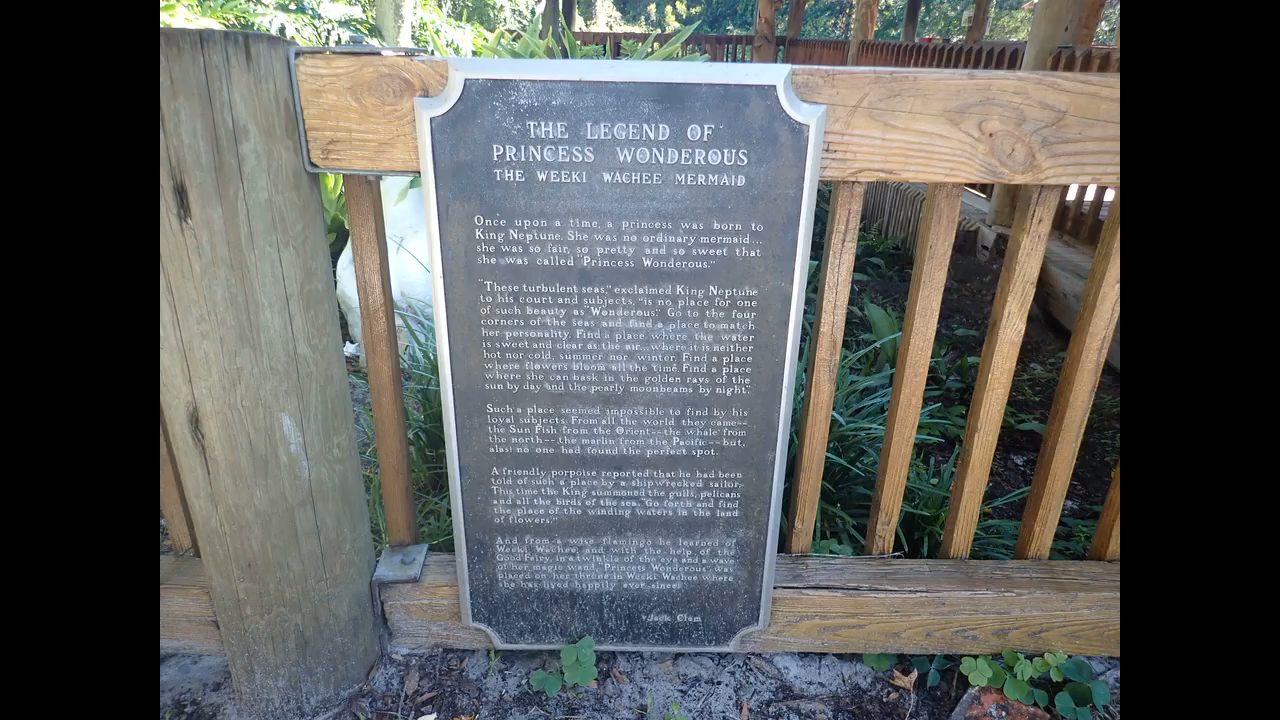 THE LEGEND OF
PRINCESS WONDEROUS
THE WEEKI WACHEE MERMAID
Once upon a time, a princess was born to
King Neptune. She was no ordinary mermaid...
she was so fair, so pretty and so sweet that
she was called "Princess Wonderous."
"These turbulent seas," exclaimed King Neptune
to his court and subjects, "is no place for one
of such beauty as "Wonderous". Go to the four
corners of the seas and find a place to match
her personality. Find a place where the water
is sweet and clear as the air...where it is neither
hot nor cold, summer nor winter. Find a place
where flowers bloom all the time. Find a place
where she can bask in the golden rays of the
sun by day and the pearly moonbeams by night".
Such a place seemed impossible to find by his
loyal subjects. From all the world they came--
the Sun Fish from the Orient--the whale from
the north--the marlin from the Pacific--but,
alas! no one had found the perfect spot.
A friendly porpoise reported that he had been
told of such a place by a shipwrecked sailor.
This time the King summoned the gulls, pelicans
and all the birds of the sea. "Go forth and find
the place of the winding waters in the land
of flowers."
And from a wise flamingo he learned of
Weeki Wachee, and with the help of the
Good Fairy, in a twinkle of the eye and a wave
of her magic wand, "Princess Wonderous" was
placed on her throne in Weeki Wachee where
she has lived happily ever since!
Jack Clam